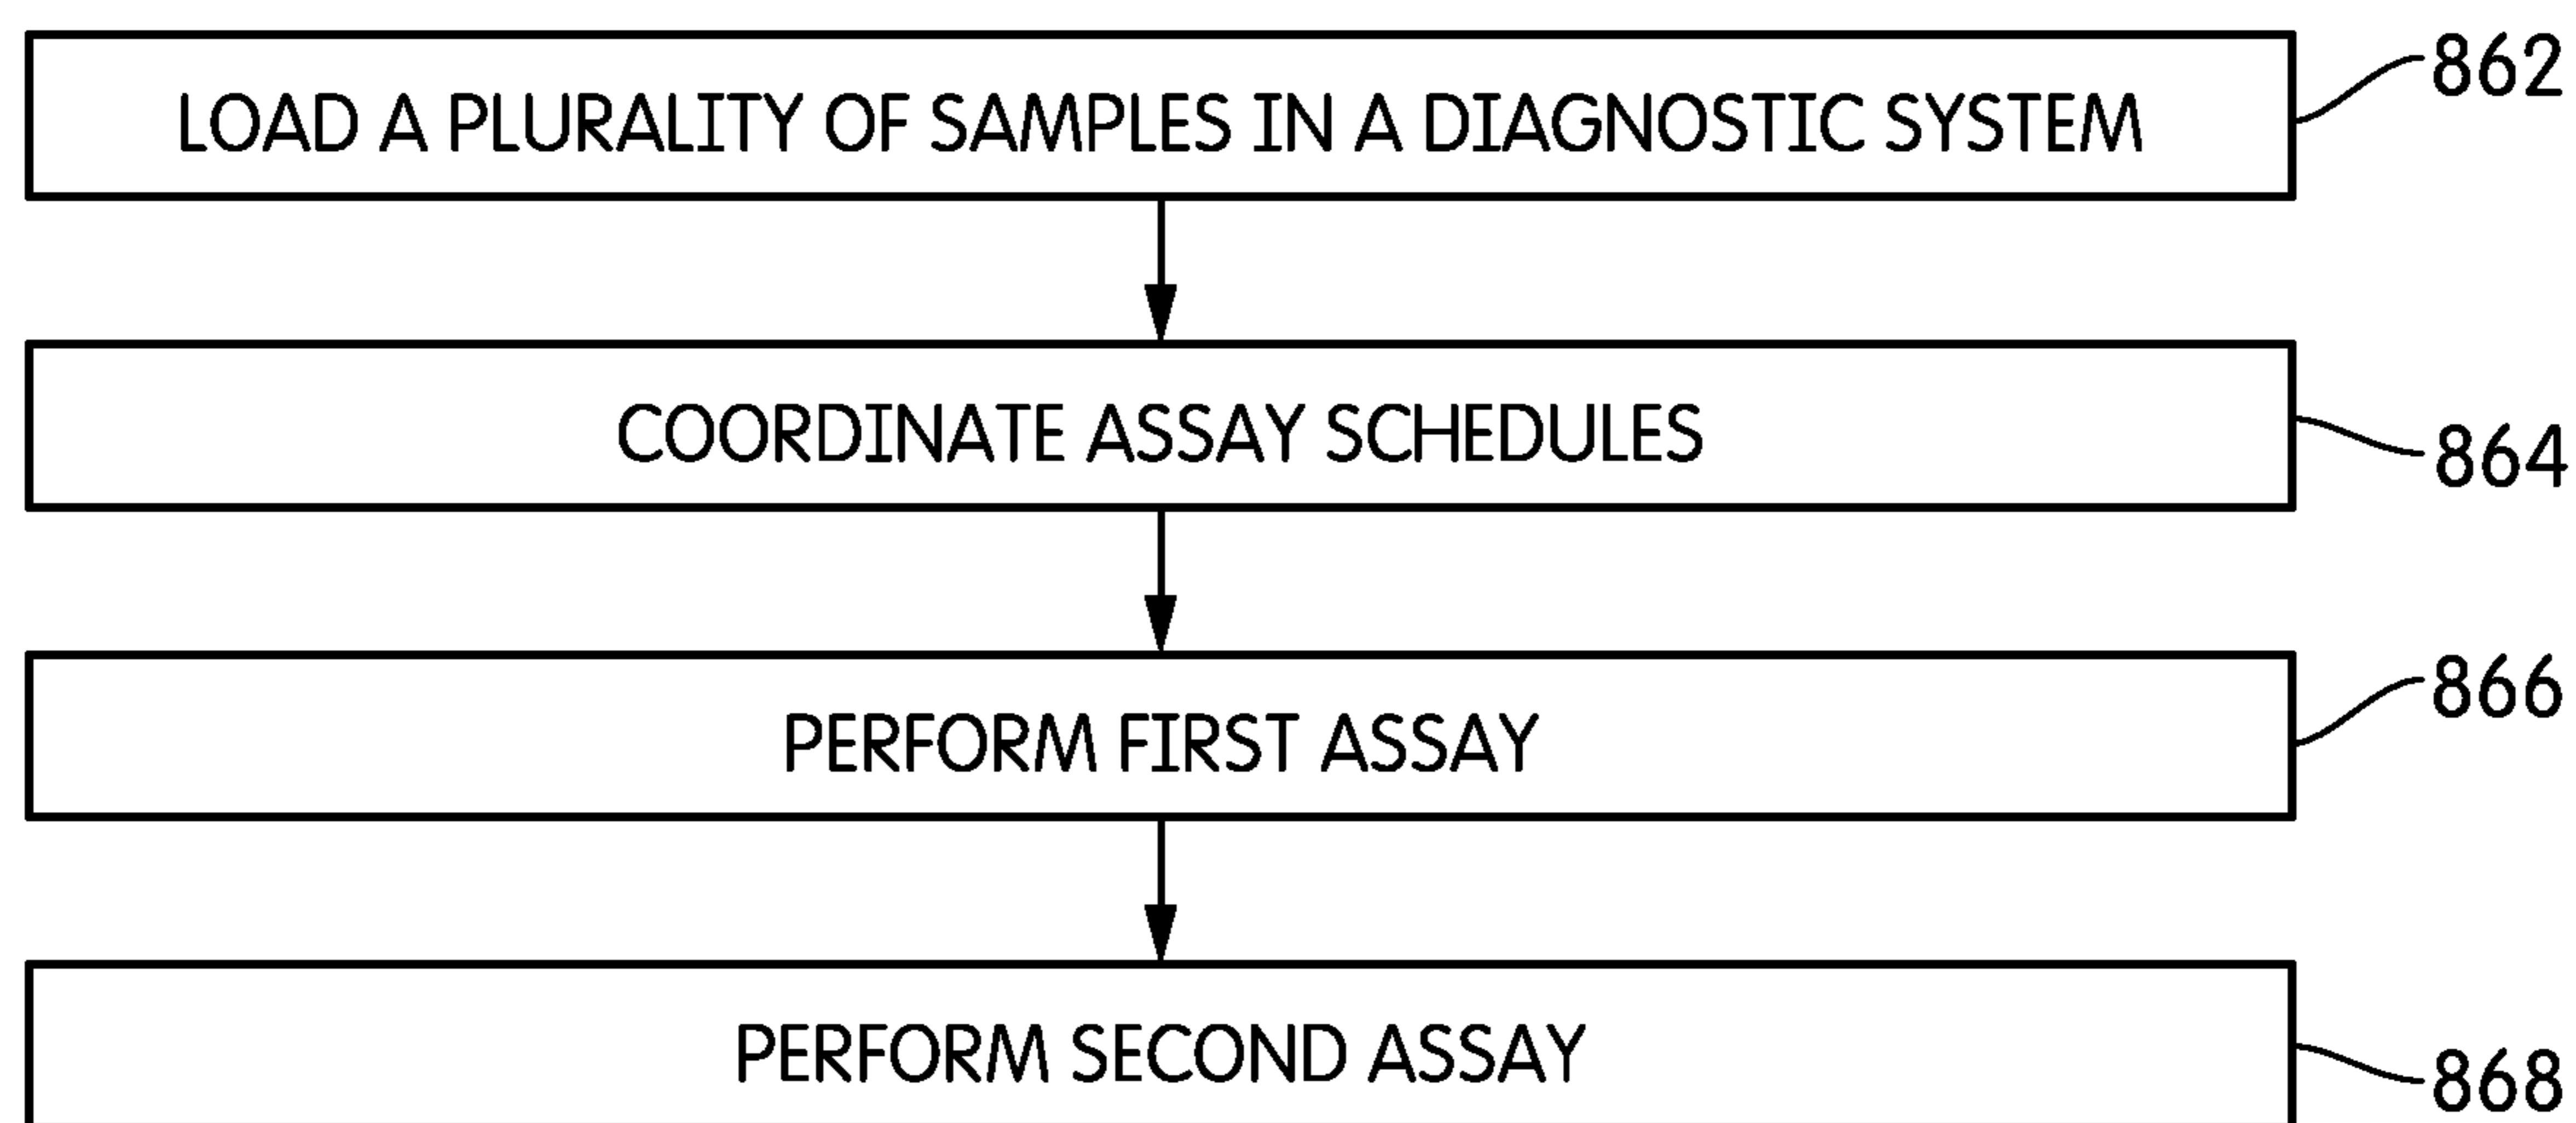 LOAD A PLURALITY OF SAMPLES IN A DIAGNOSTIC SYSTEM
862
COORDINATE ASSAY SCHEDULES
864
PERFORM FIRST ASSAY
866
PERFORM SECOND ASSAY
868